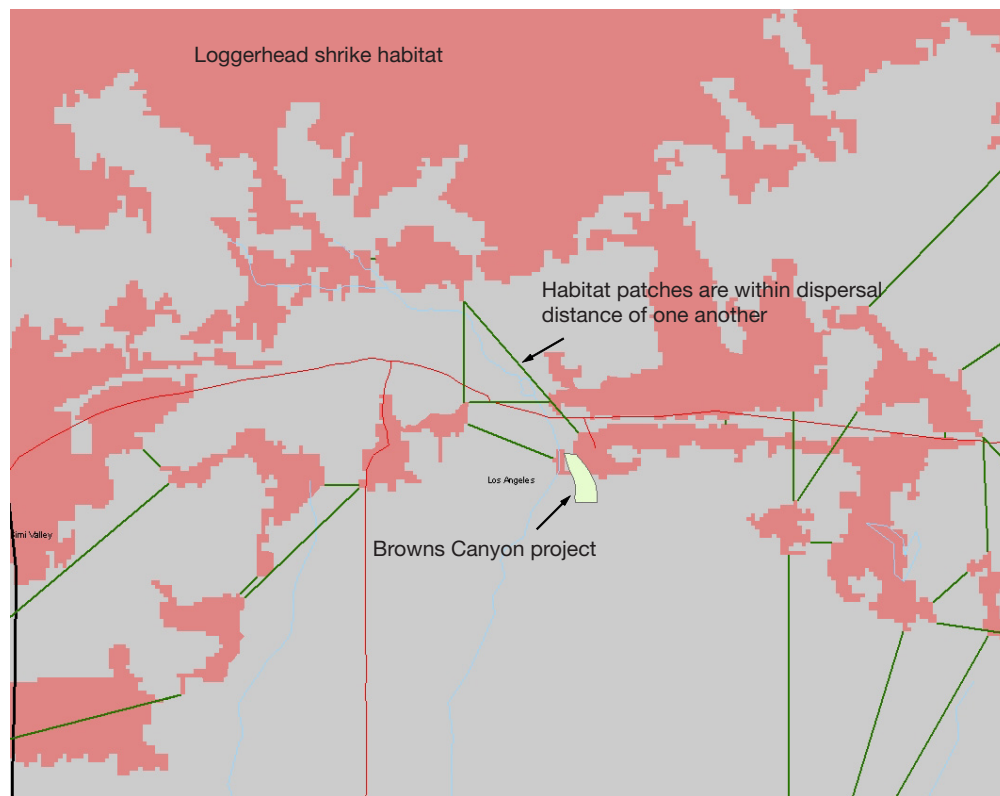 Loggerhead shrike habitat
Habitat patches are within dispersal
distance of one another
Los Angeles
imi Valley
Browns Canyon project